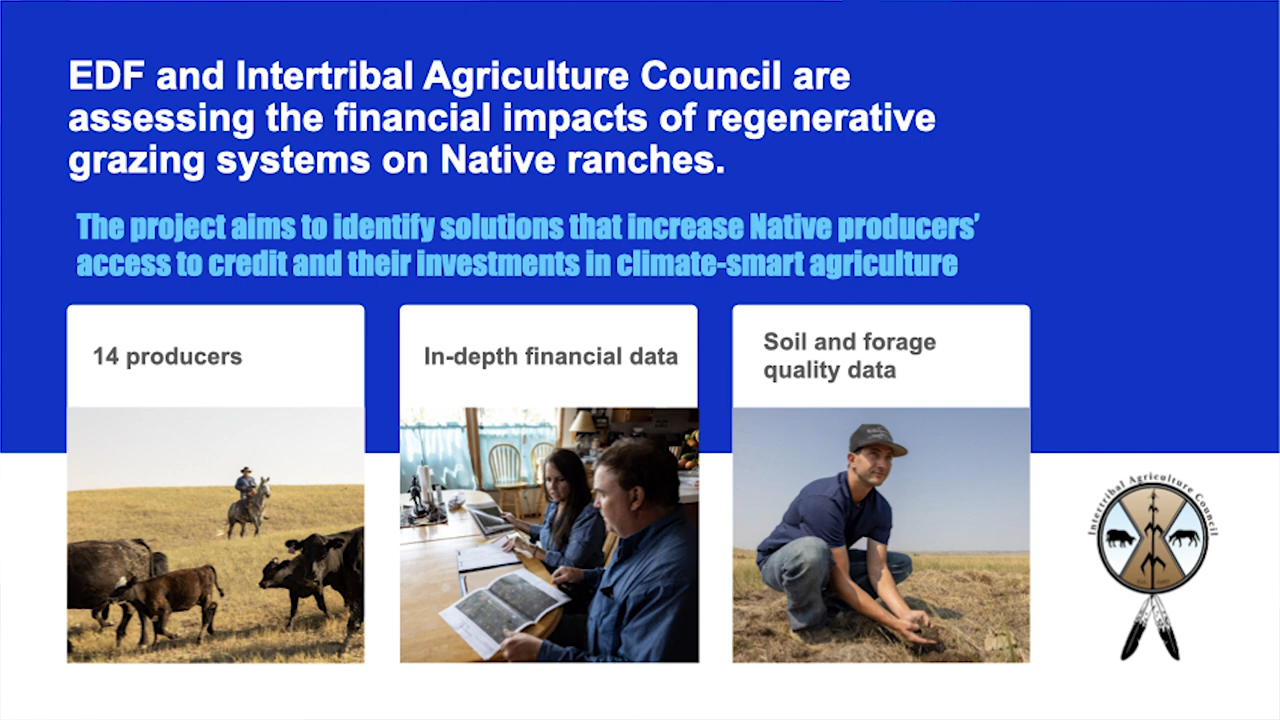 EDF and Intertribal Agriculture Council are
assessing the financial impacts of regenerative
grazing systems on Native ranches.
The project aims to identify solutions that increase Native producers'
access to credit and their investments in climate-smart agriculture
14 producers
In-depth financial data
Soil and forage
quality data
Intertribal Agriculture Council